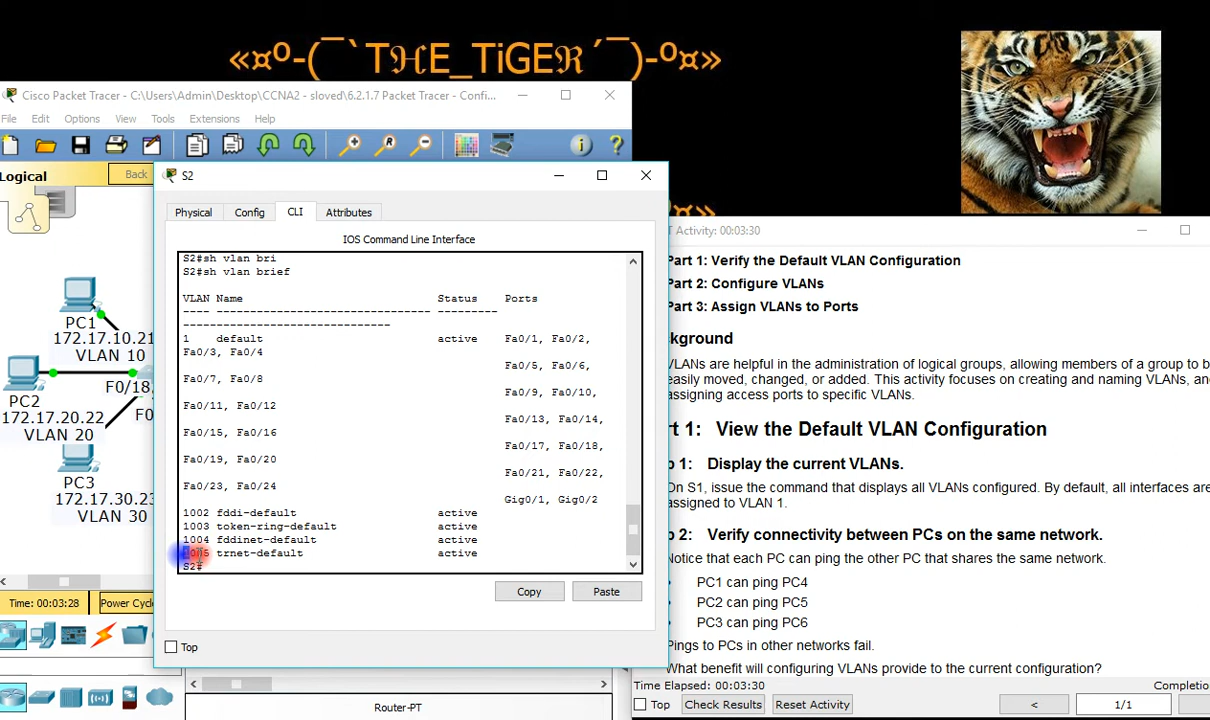 «¤º-(¯`TℋE_TiGEℜ´¯)-º¤»
Cisco Packet Tracer - C:\Users\Admin\Desktop\CCNA2 - sloved\6.2.1.7 Packet Tracer - Confi...
File Edit Options View Tools Extensions Help
Logical
Back
S2
Physical Config CLI Attributes
IOS Command Line Interface
S2#sh vlan bri
S2#sh vlan brief
VLAN Name Status Ports
---- -------------------------------- ---------
-------------------------------
1 default active Fa0/1, Fa0/2,
Fa0/3, Fa0/4
Fa0/5, Fa0/6,
Fa0/7, Fa0/8
Fa0/9, Fa0/10,
Fa0/11, Fa0/12
Fa0/13, Fa0/14,
Fa0/15, Fa0/16
Fa0/17, Fa0/18,
Fa0/19, Fa0/20
Fa0/21, Fa0/22,
Fa0/23, Fa0/24
Gig0/1, Gig0/2
1002 fddi-default active
1003 token-ring-default active
1004 fddinet-default active
1005 trnet-default active
S2#
Copy Paste
Top
PC1
172.17.10.21
VLAN 10
F0/18
PC2
172.17.20.22
VLAN 20
F0
PC3
172.17.30.23
VLAN 30
Time: 00:03:28 Power Cycl
Router-PT
¤»
T Activity: 00:03:30
Part 1: Verify the Default VLAN Configuration
Part 2: Configure VLANs
Part 3: Assign VLANs to Ports
kground
VLANs are helpful in the administration of logical groups, allowing members of a group to b
easily moved, changed, or added. This activity focuses on creating and naming VLANs, an
assigning access ports to specific VLANs.
rt 1: View the Default VLAN Configuration
p 1: Display the current VLANs.
On S1, issue the command that displays all VLANs configured. By default, all interfaces are
assigned to VLAN 1.
p 2: Verify connectivity between PCs on the same network.
Notice that each PC can ping the other PC that shares the same network.
PC1 can ping PC4
PC2 can ping PC5
PC3 can ping PC6
Pings to PCs in other networks fail.
What benefit will configuring VLANs provide to the current configuration?
Time Elapsed: 00:03:30 Completio
Top Check Results Reset Activity < 1/1